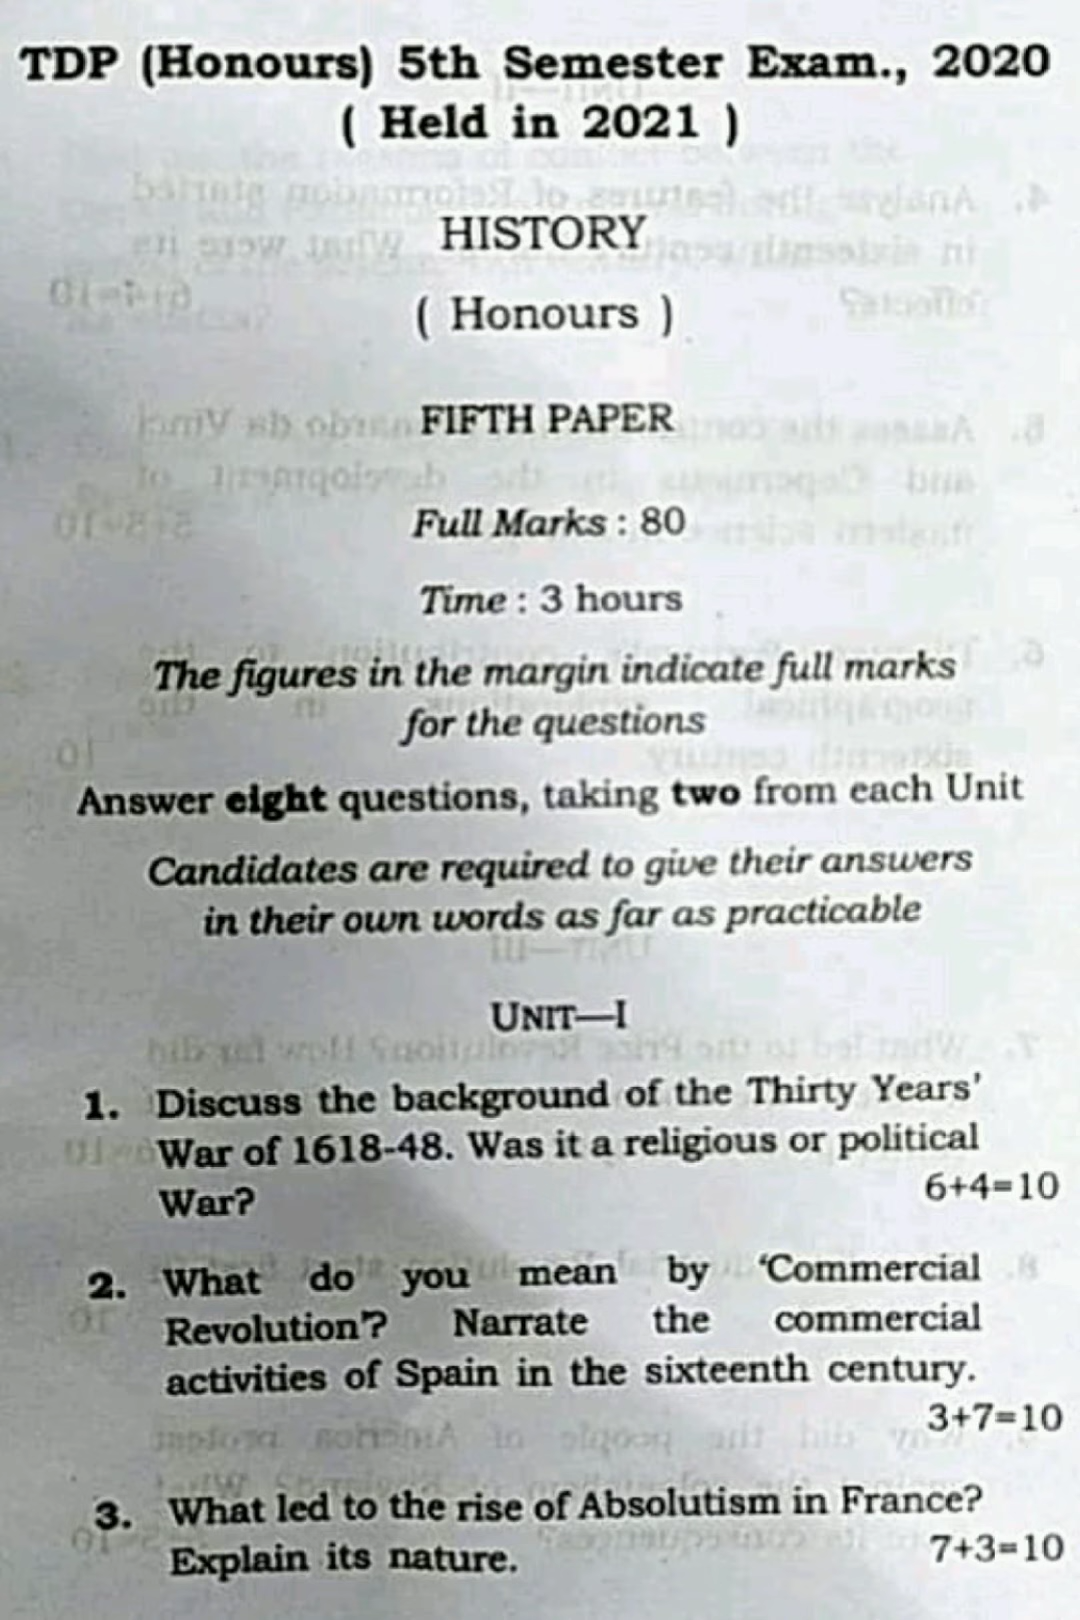 TDP (Honours) 5th Semester Exam., 2020
( Held in 2021 )
HISTORY
( Honours )
FIFTH PAPER
Full Marks : 80
Time : 3 hours
The figures in the margin indicate full marks
for the questions
Answer eight questions, taking two from each Unit
Candidates are required to give their answers
in their own words as far as practicable
UNIT—I
1. Discuss the background of the Thirty Years'
War of 1618-48. Was it a religious or political
War? 6+4=10
2. What do you mean by 'Commercial
Revolution'? Narrate the commercial
activities of Spain in the sixteenth century.
3+7=10
3. What led to the rise of Absolutism in France?
Explain its nature. 7+3=10